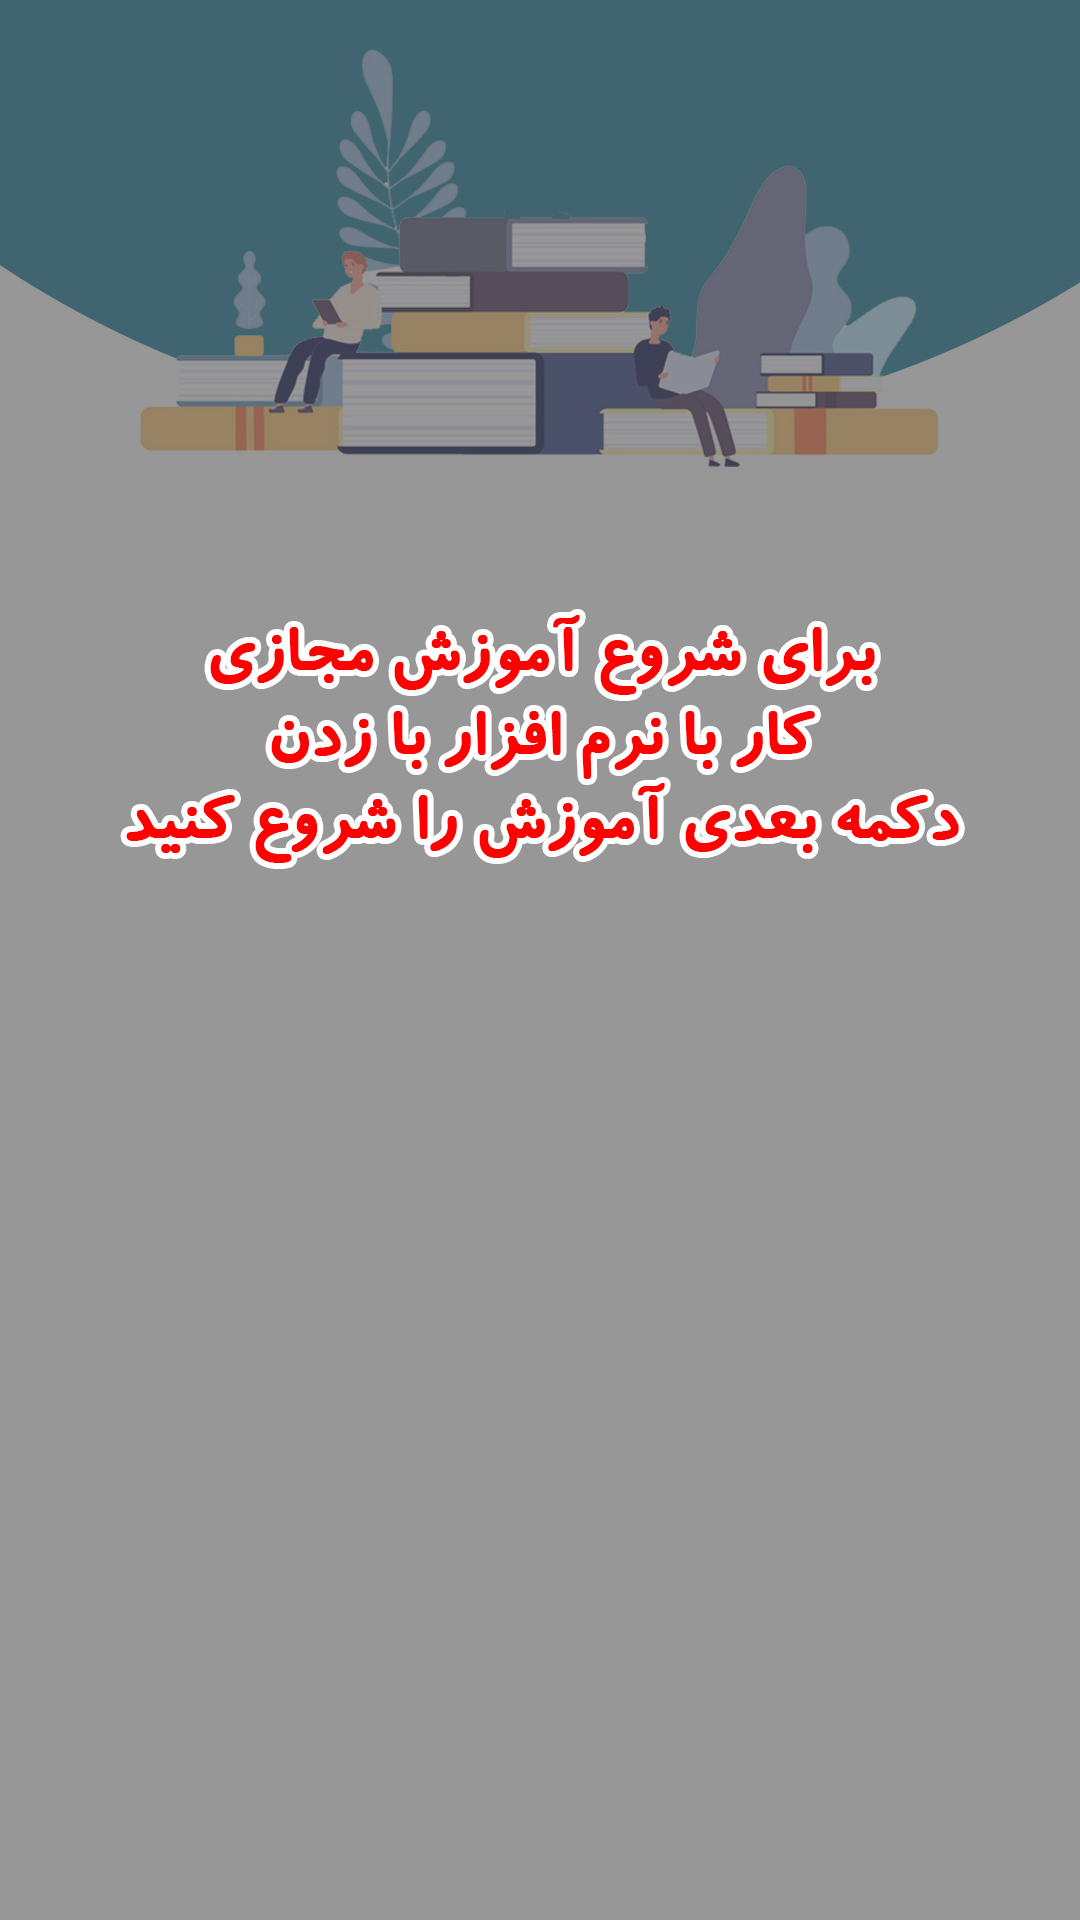 برای شروع آموزش مجازی
کار با نرم افزار با زدن
دکمه بعدی آموزش را شروع کنید